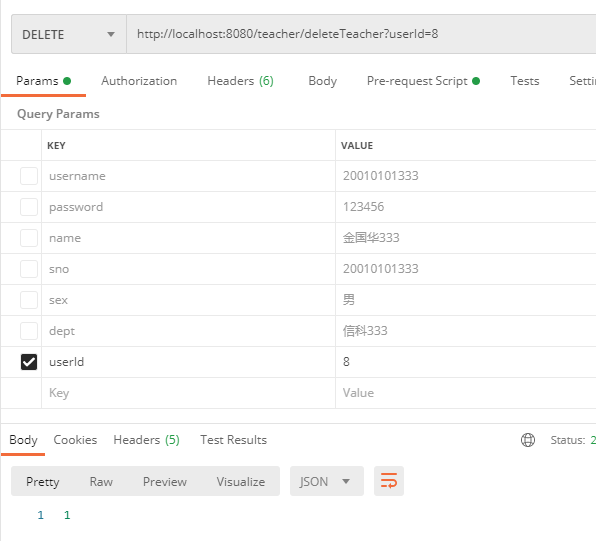 DELETE http://localhost:8080/teacher/deleteTeacher?userId=8
Params Authorization Headers (6) Body Pre-request Script Tests Setti
Query Params
KEY VALUE
username 20010101333
password 123456
name 金国华333
sno 20010101333
sex 男
dept 信科333
userId 8
Key Value
Body Cookies Headers (5) Test Results Status: 2
Pretty Raw Preview Visualize JSON
1 1